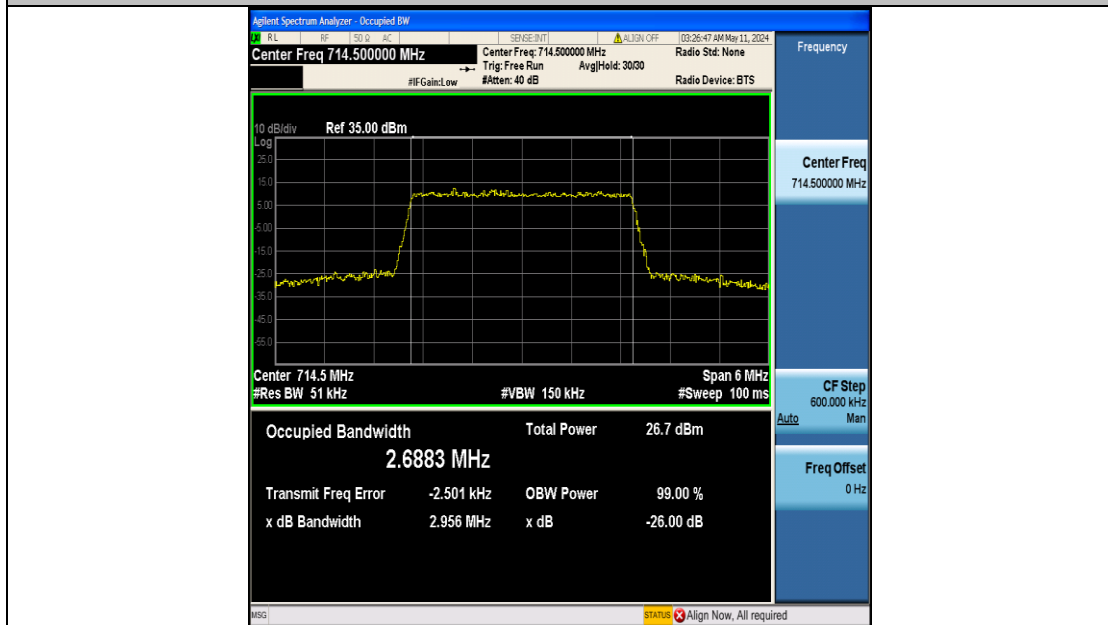 Agilent Spectrum Analyzer - Occupied BW
LXI RL RF 50 Ω AC SENSE:INT ALIGN OFF 03:26:47 AM May 11, 2024
Center Freq 714.500000 MHz
Center Freq: 714.500000 MHz
Radio Std: None
Trig: Free Run Avg|Hold: 30/30
#IFGain:Low
#Atten: 40 dB
Radio Device: BTS
10 dB/div Ref 35.00 dBm
Log
25.0
15.0
5.00
-5.00
-15.0
-25.0
-35.0
-45.0
-55.0
Center 714.5 MHz Span 6 MHz
#Res BW 51 kHz #VBW 150 kHz #Sweep 100 ms
Occupied Bandwidth Total Power 26.7 dBm
2.6883 MHz
Transmit Freq Error -2.501 kHz OBW Power 99.00 %
x dB Bandwidth 2.956 MHz x dB -26.00 dB
Frequency
Center Freq
714.500000 MHz
CF Step
600.000 kHz
Auto Man
Freq Offset
0 Hz
MSG STATUS Align Now, All required